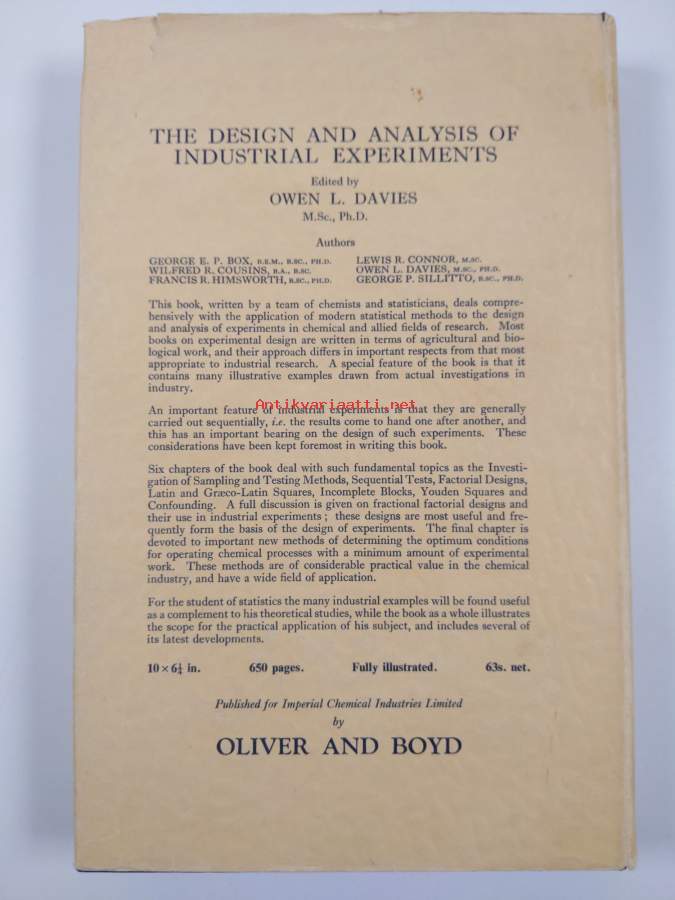 THE DESIGN AND ANALYSIS OF
INDUSTRIAL EXPERIMENTS
Edited by
OWEN L. DAVIES
M.Sc., Ph.D.
Authors
GEORGE E. P. BOX, B.E.M., B.SC., PH.D. LEWIS R. CONNOR, M.SC.
WILFRED R. COUSINS, B.A., B.SC. OWEN L. DAVIES, M.SC., PH.D.
FRANCIS R. HIMSWORTH, B.SC., PH.D. GEORGE P. SILLITTO, B.SC., PH.D.
This book, written by a team of chemists and statisticians, deals compre-
hensively with the application of modern statistical methods to the design
and analysis of experiments in chemical and allied fields of research. Most
books on experimental design are written in terms of agricultural and bio-
logical work, and their approach differs in important respects from that most
appropriate to industrial research. A special feature of the book is that it
contains many illustrative examples drawn from actual investigations in
industry.
Antikvariaatti.net
An important feature of industrial experiments is that they are generally
carried out sequentially, i.e. the results come to hand one after another, and
this has an important bearing on the design of such experiments. These
considerations have been kept foremost in writing this book.
Six chapters of the book deal with such fundamental topics as the Investi-
gation of Sampling and Testing Methods, Sequential Tests, Factorial Designs,
Latin and Græco-Latin Squares, Incomplete Blocks, Youden Squares and
Confounding. A full discussion is given on fractional factorial designs and
their use in industrial experiments ; these designs are most useful and fre-
quently form the basis of the design of experiments. The final chapter is
devoted to important new methods of determining the optimum conditions
for operating chemical processes with a minimum amount of experimental
work. These methods are of considerable practical value in the chemical
industry, and have a wide field of application.
For the student of statistics the many industrial examples will be found useful
as a complement to his theoretical studies, while the book as a whole illustrates
the scope for the practical application of his subject, and includes several of
its latest developments.
10 × 6¼ in. 650 pages. Fully illustrated. 63s. net.
Published for Imperial Chemical Industries Limited
by
OLIVER AND BOYD